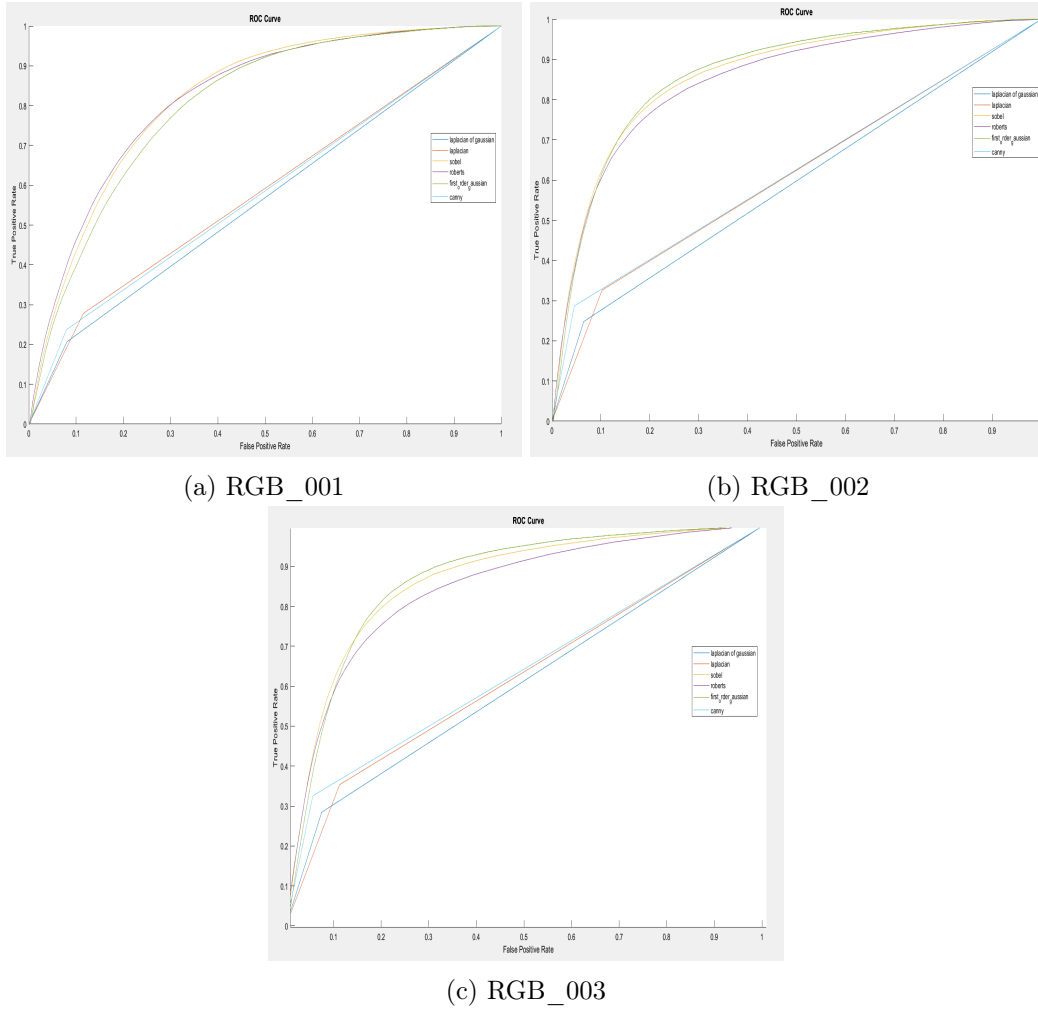 ROC Curve
1
0.9
0.8
0.7
0.6
0.5
0.4
0.3
0.2
0.1
0
True Positive Rate
laplacian of gaussian
laplacian
sobel
roberts
first_order_gaussian
canny
0 0.1 0.2 0.3 0.4 0.5 0.6 0.7 0.8 0.9 1
False Positive Rate
(a) RGB_001
ROC Curve
1
0.9
0.8
0.7
0.6
0.5
0.4
0.3
0.2
0.1
0
True Positive Rate
laplacian of gaussian
laplacian
sobel
roberts
first_order_gaussian
canny
0 0.1 0.2 0.3 0.4 0.5 0.6 0.7 0.8 0.9
False Positive Rate
(b) RGB_002
ROC Curve
0.9
0.8
0.7
0.6
0.5
0.4
0.3
0.2
0.1
0
True Positive Rate
laplacian of gaussian
laplacian
sobel
roberts
first_order_gaussian
canny
0.1 0.2 0.3 0.4 0.5 0.6 0.7 0.8 0.9 1
False Positive Rate
(c) RGB_003